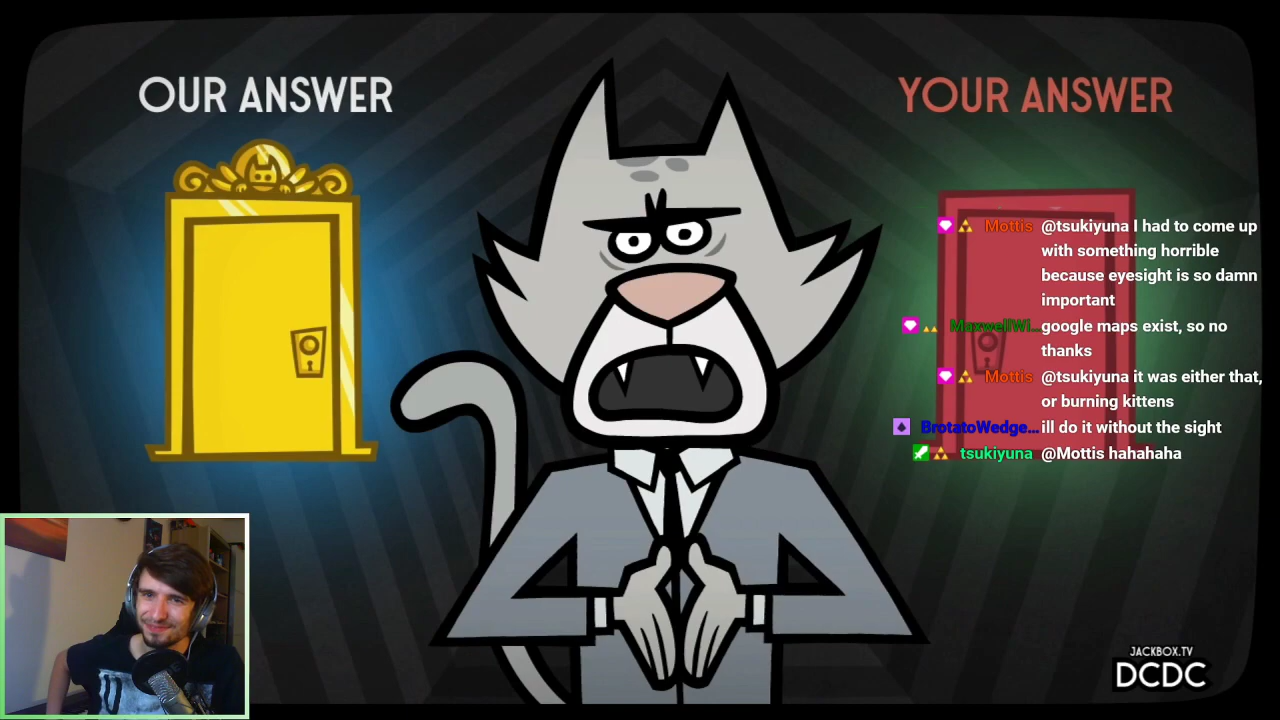 OUR ANSWER
YOUR ANSWER
Mottis @tsukiyuna I had to come up
with something horrible
because eyesight is so damn
important
MaxwellWi... google maps exist, so no
thanks
Mottis @tsukiyuna it was either that,
or burning kittens
BrotatoWedge... ill do it without the sight
tsukiyuna @Mottis hahahaha
JACKBOX.TV
DCDC